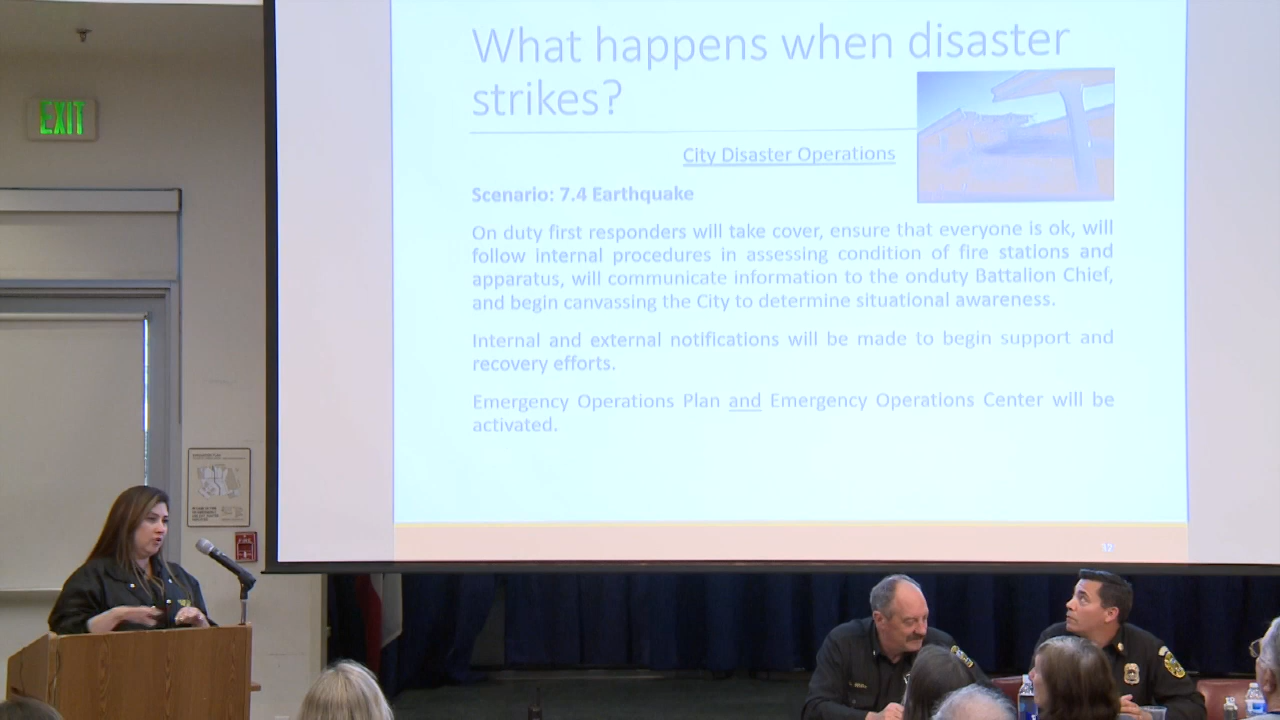 What happens when disaster
strikes?
City Disaster Operations
Scenario: 7.4 Earthquake
On duty first responders will take cover, ensure that everyone is ok, will
follow internal procedures in assessing condition of fire stations and
apparatus, will communicate information to the onduty Battalion Chief,
and begin canvassing the City to determine situational awareness.
Internal and external notifications will be made to begin support and
recovery efforts.
Emergency Operations Plan and Emergency Operations Center will be
activated.
12
EXIT
FIRE